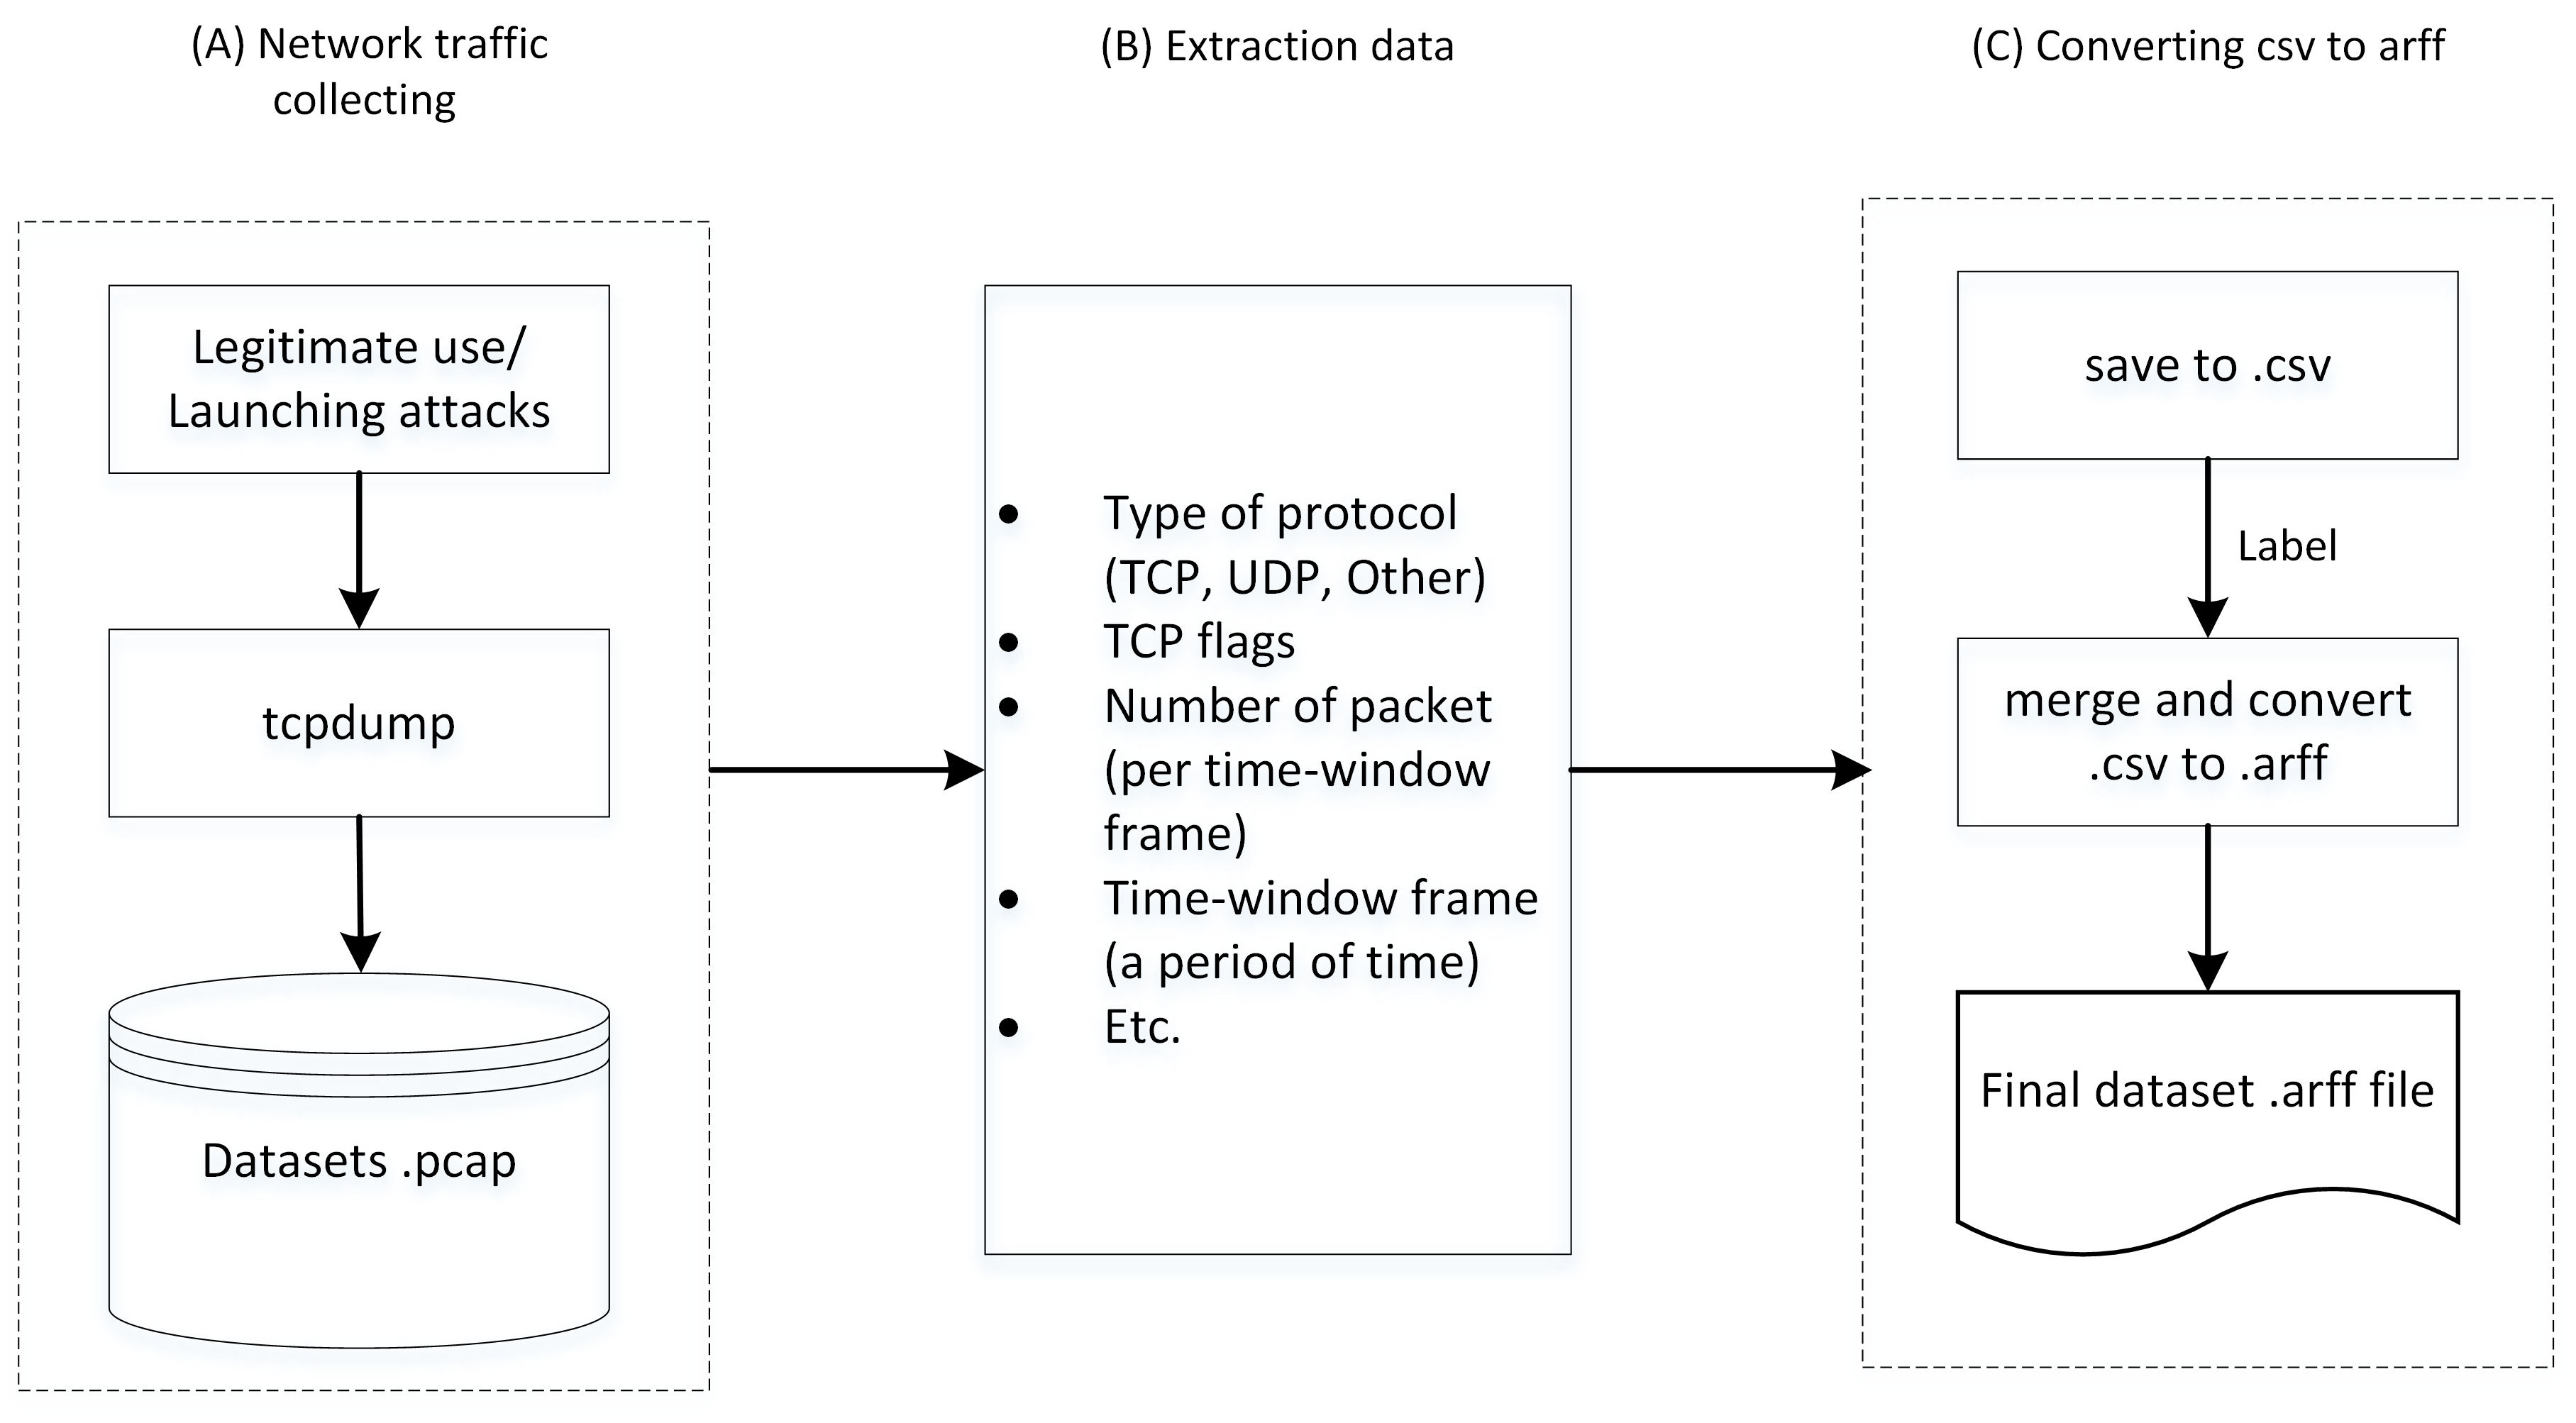 (A) Network traffic
collecting
Legitimate use/
Launching attacks
tcpdump
Datasets .pcap
(B) Extraction data
• Type of protocol
(TCP, UDP, Other)
• TCP flags
• Number of packet
(per time-window
frame)
• Time-window frame
(a period of time)
• Etc.
(C) Converting csv to arff
save to .csv
Label
merge and convert
.csv to .arff
Final dataset .arff file